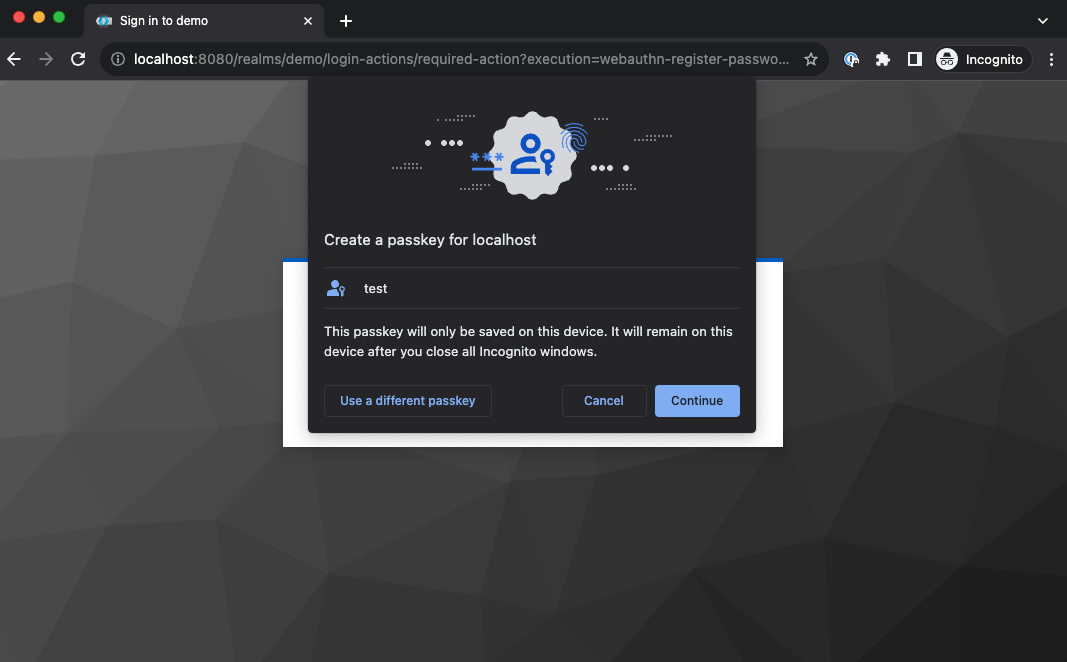 Sign in to demo
localhost:8080/realms/demo/login-actions/required-action?execution=webauthn-register-passwo...
Incognito
***
Create a passkey for localhost
test
This passkey will only be saved on this device. It will remain on this
device after you close all Incognito windows.
Use a different passkey
Cancel
Continue